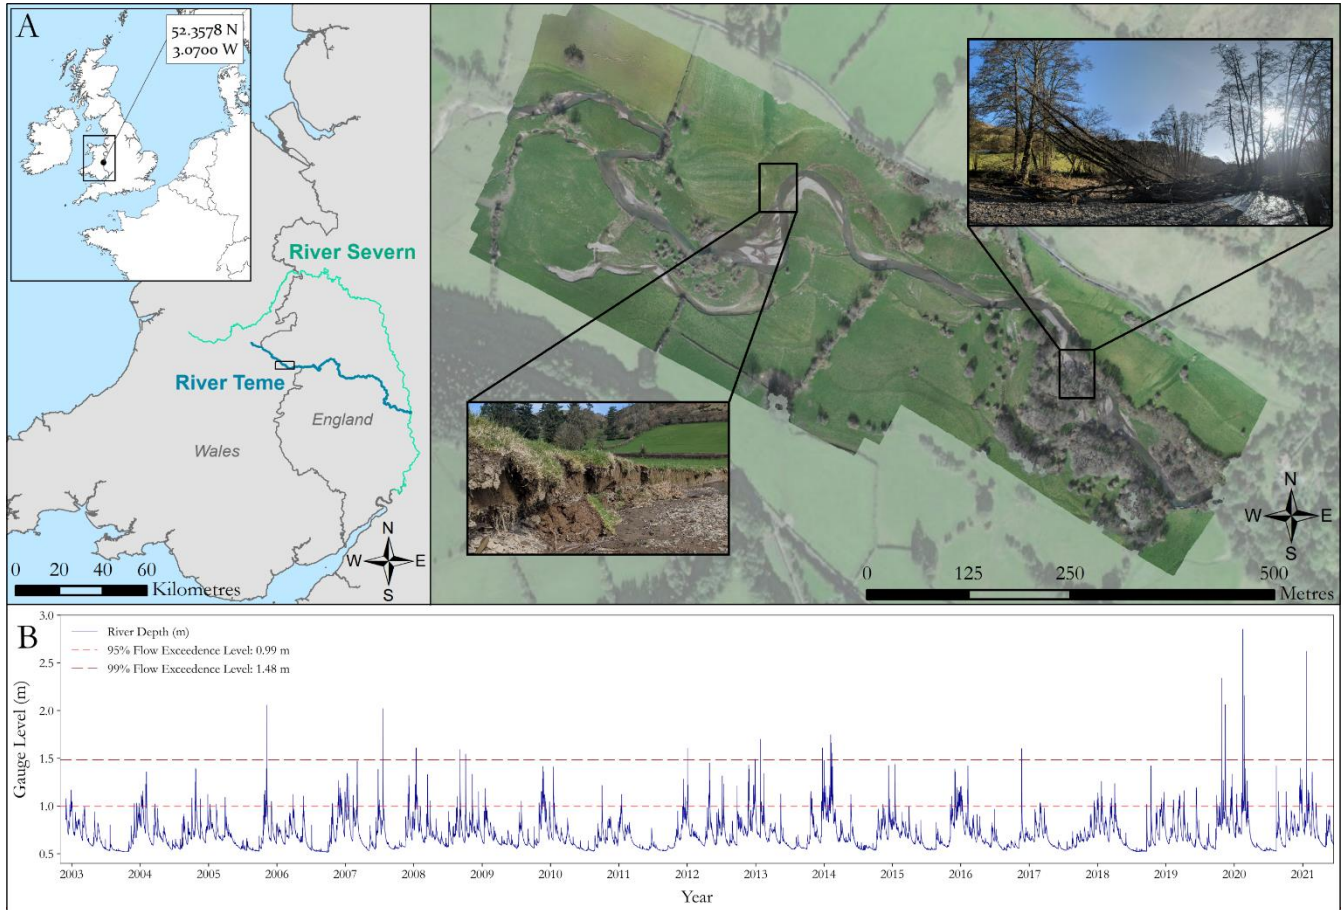 A
52.3578 N
3.0700 W
River Severn
River Teme
England
Wales
N
W E
S
0 20 40 60
Kilometres
N
W E
S
0 125 250 500
Metres
B
River Depth (m)
95% Flow Exceedence Level: 0.99 m
99% Flow Exceedence Level: 1.48 m
Gauge Level (m)
3.0
2.5
2.0
1.5
1.0
0.5
2003 2004 2005 2006 2007 2008 2009 2010 2011 2012 2013 2014 2015 2016 2017 2018 2019 2020 2021
Year